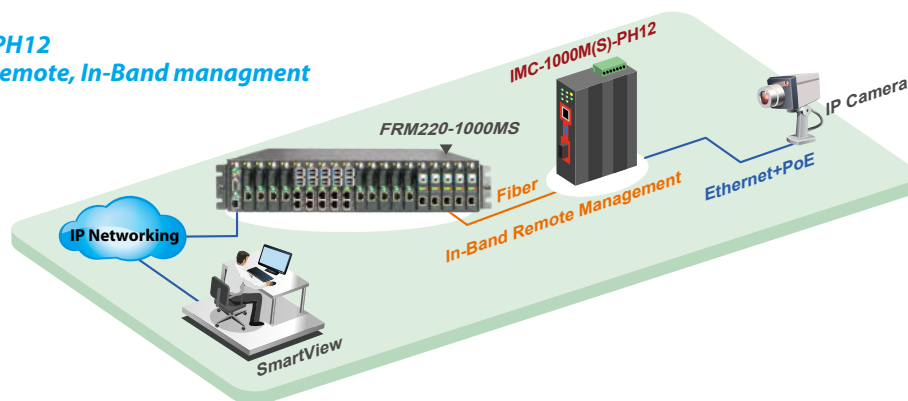 PH12
emote, In-Band managment
IMC-1000M(S)-PH12
FRM220-1000MS
IP Camera
Fiber
Ethernet+PoE
In-Band Remote Management
IP Networking
SmartView